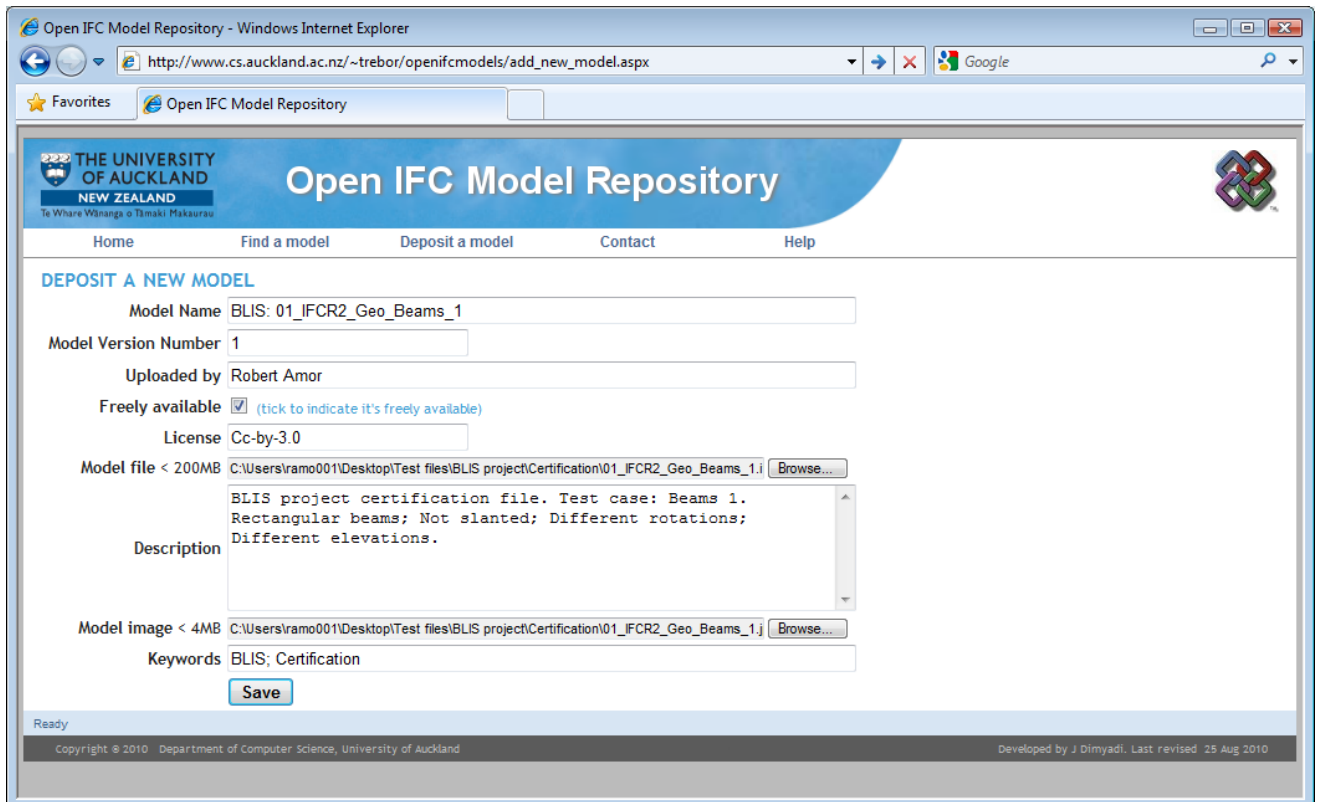 Open IFC Model Repository - Windows Internet Explorer
http://www.cs.auckland.ac.nz/~trebor/openifcmodels/add_new_model.aspx
Google
Favorites
Open IFC Model Repository
THE UNIVERSITY
OF AUCKLAND
NEW ZEALAND
Te Whare Wānanga o Tāmaki Makaurau
Open IFC Model Repository
Home Find a model Deposit a model Contact Help
DEPOSIT A NEW MODEL
Model Name BLIS: 01_IFCR2_Geo_Beams_1
Model Version Number 1
Uploaded by Robert Amor
Freely available (tick to indicate it's freely available)
License Cc-by-3.0
Model file < 200MB C:\Users\ramo001\Desktop\Test files\BLIS project\Certification\01_IFCR2_Geo_Beams_1.i Browse...
Description
BLIS project certification file. Test case: Beams 1.
Rectangular beams; Not slanted; Different rotations;
Different elevations.
Model image < 4MB C:\Users\ramo001\Desktop\Test files\BLIS project\Certification\01_IFCR2_Geo_Beams_1.j Browse...
Keywords BLIS; Certification
Save
Ready
Copyright © 2010 Department of Computer Science, University of Auckland
Developed by J Dimyadi. Last revised 25 Aug 2010